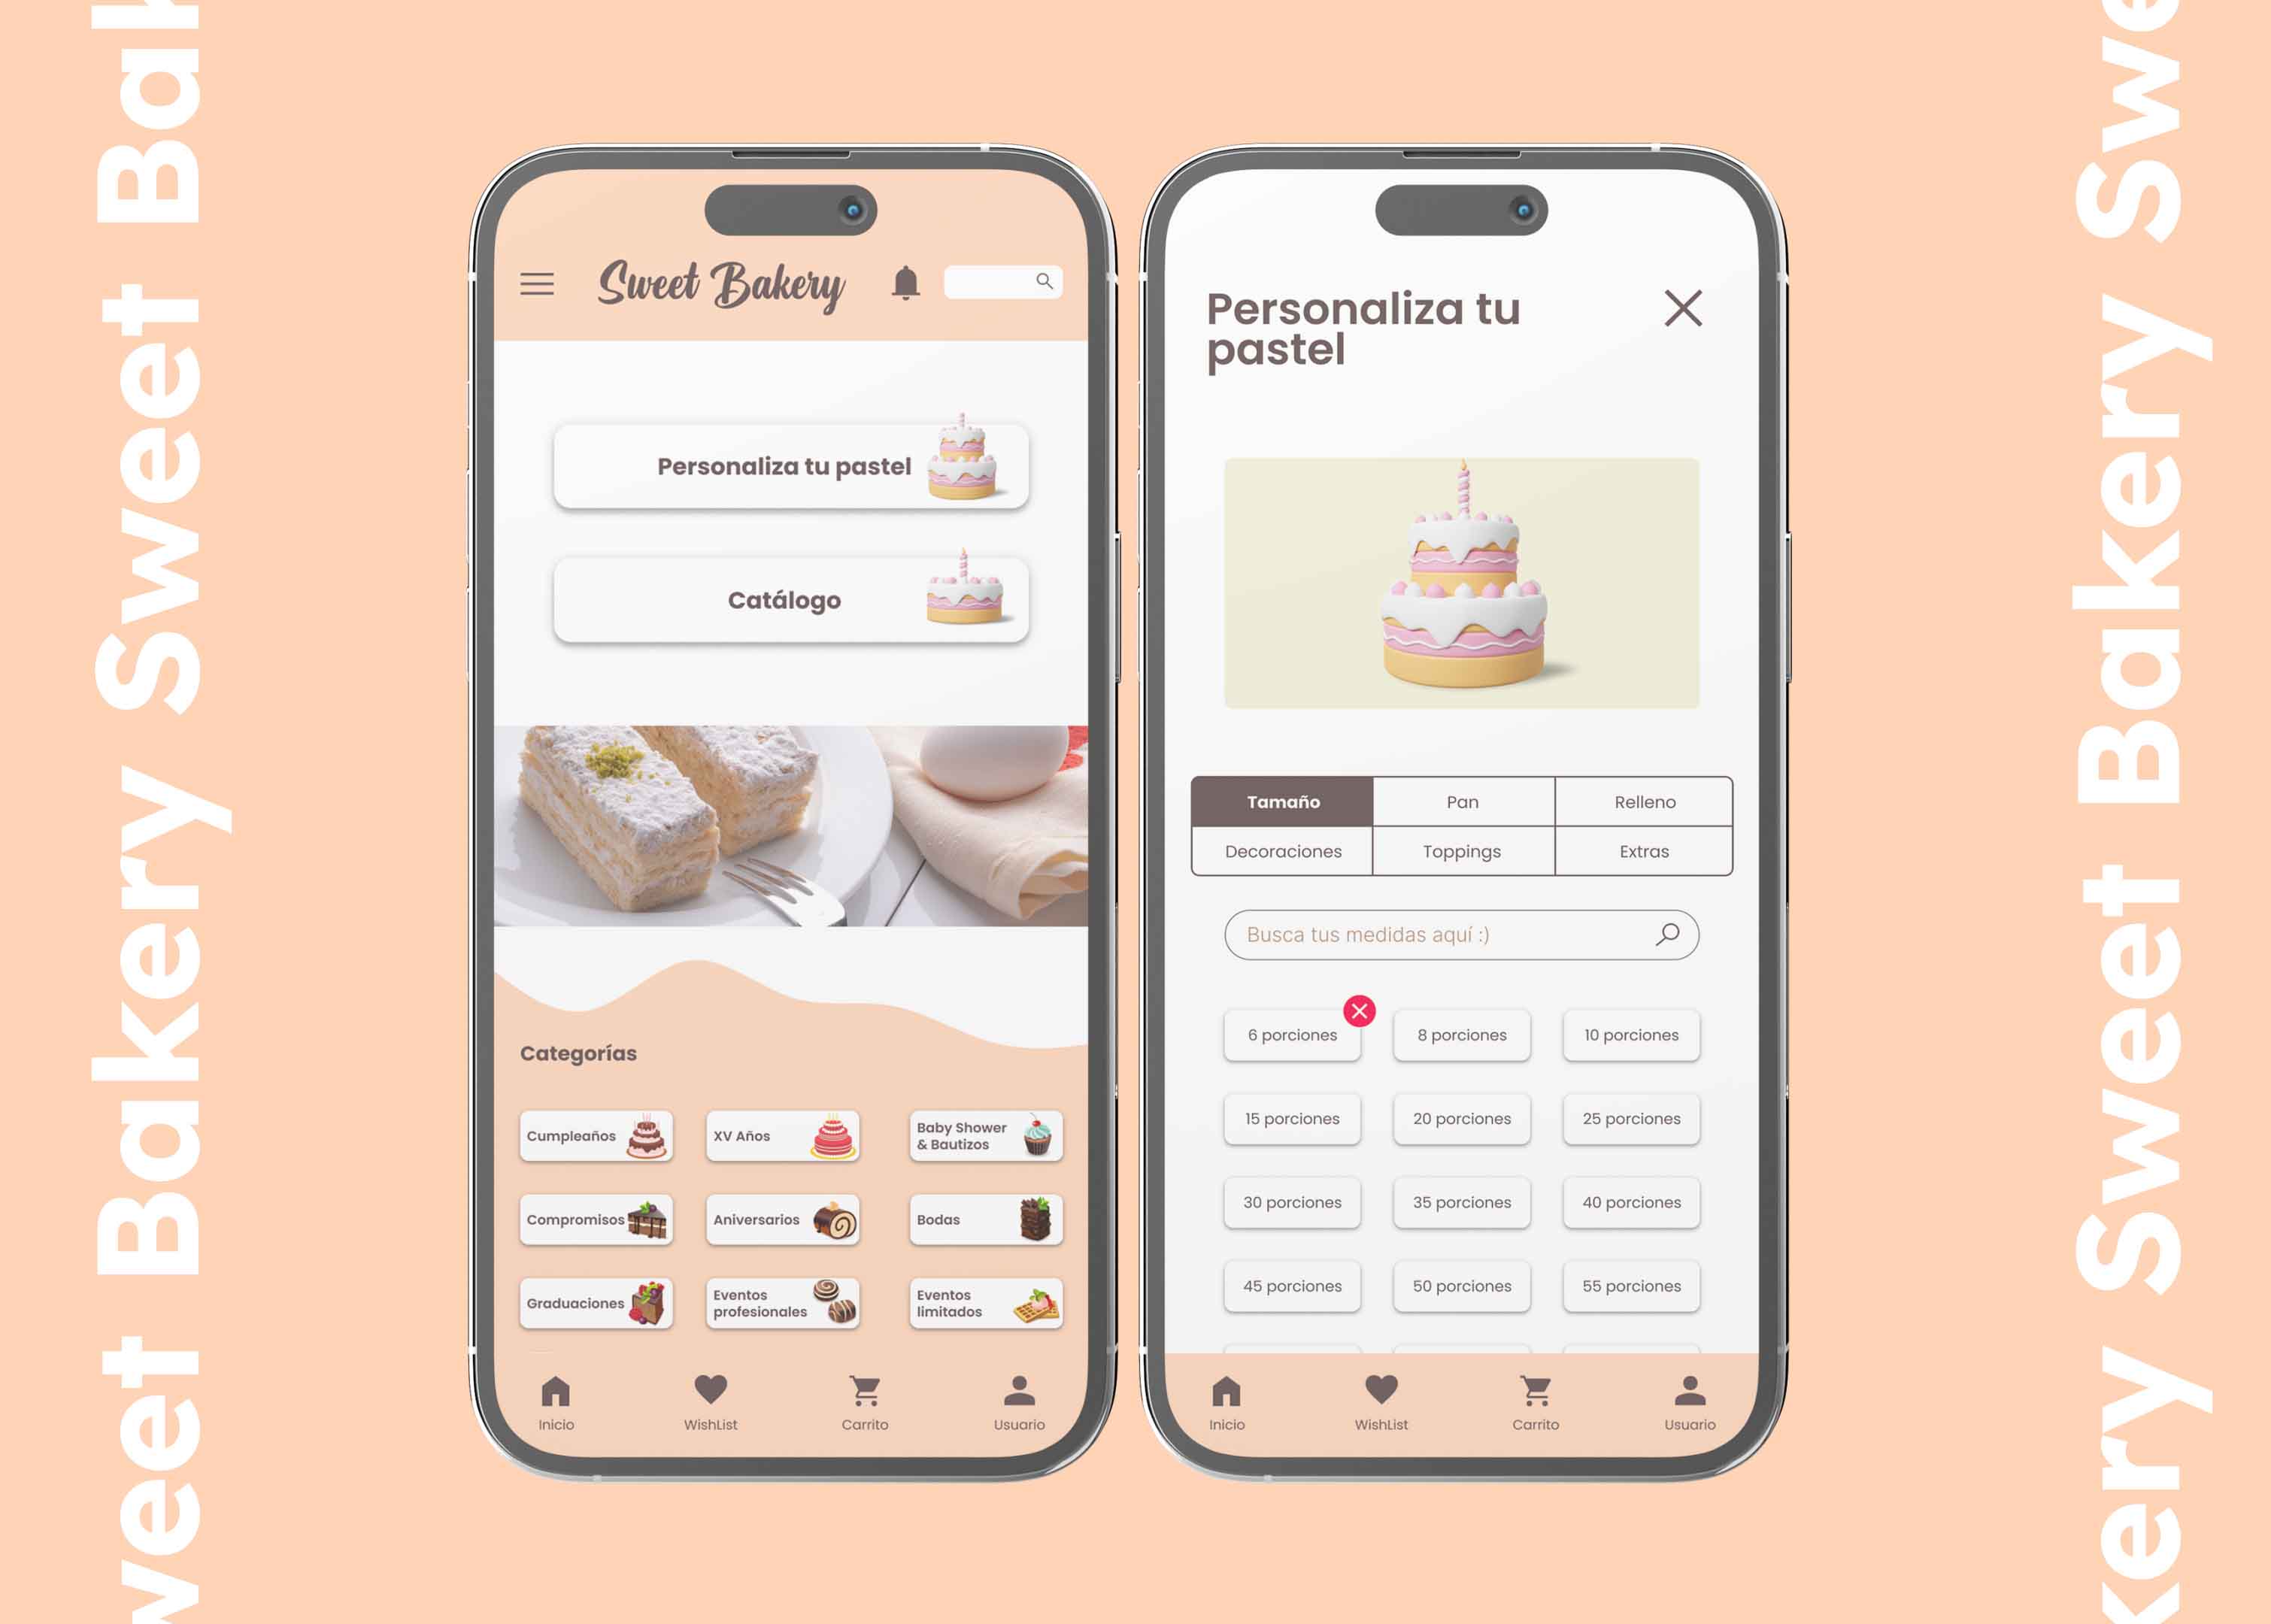 Sweet Bakery Sweet Bak
Sweet Bakery
Personaliza tu pastel
Catálogo
Categorías
Cumpleaños
XV Años
Baby Shower
& Bautizos
Compromisos
Aniversarios
Bodas
Graduaciones
Eventos
profesionales
Eventos
limitados
Inicio
WishList
Carrito
Usuario
Personaliza tu
pastel
Tamaño
Pan
Relleno
Decoraciones
Toppings
Extras
Busca tus medidas aquí :)
6 porciones
8 porciones
10 porciones
15 porciones
20 porciones
25 porciones
30 porciones
35 porciones
40 porciones
45 porciones
50 porciones
55 porciones
Inicio
WishList
Carrito
Usuario
kery Sweet Bakery Swe